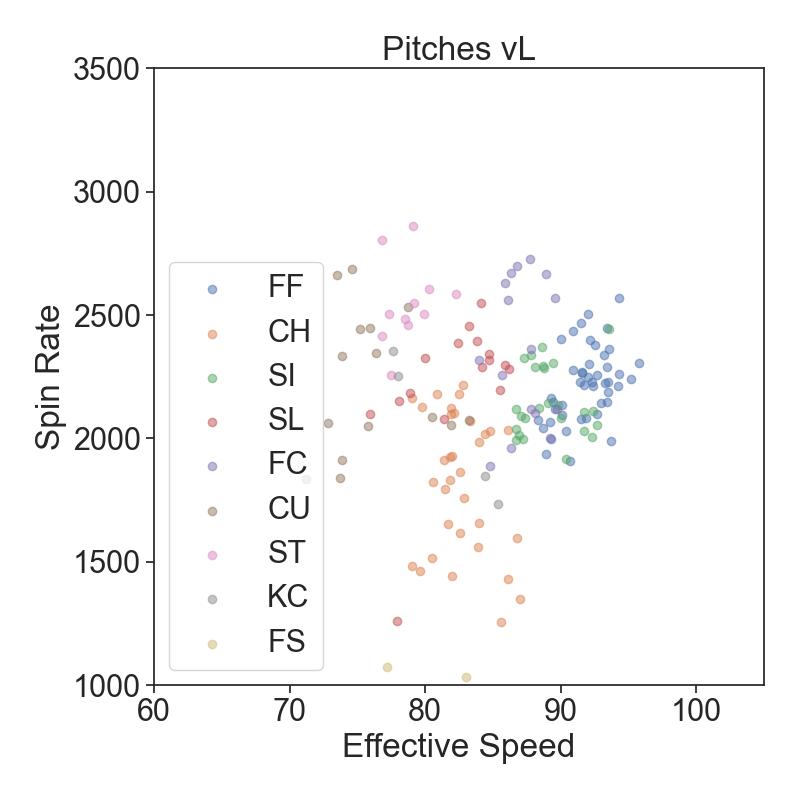 Pitches vL
3500
3000
2500
2000
1500
1000
Spin Rate
FF
CH
SI
SL
FC
CU
ST
KC
FS
60 70 80 90 100
Effective Speed